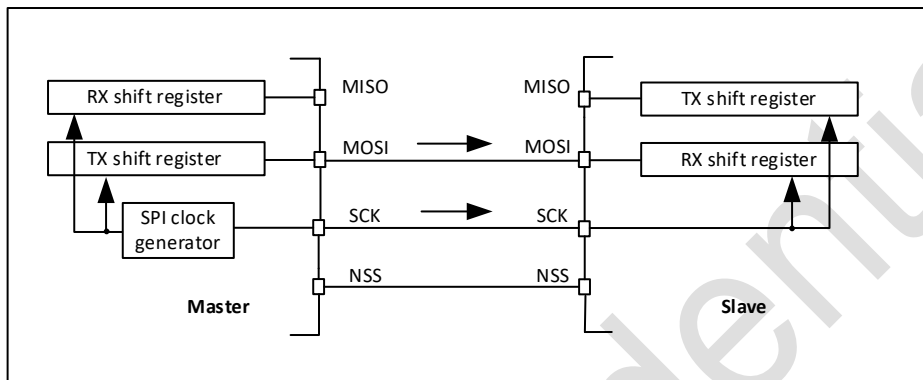 RX shift register
MISO
MISO
TX shift register
TX shift register
MOSI
MOSI
RX shift register
SPI clock
generator
SCK
SCK
NSS
NSS
Master
Slave